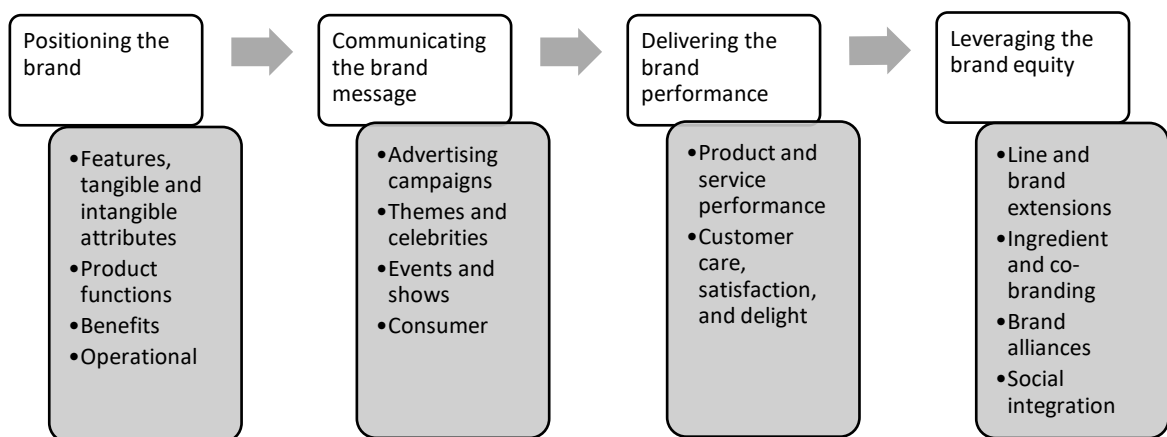 Positioning the
brand
•Features,
tangible and
intangible
attributes
•Product
functions
•Benefits
•Operational
Communicating
the brand
message
•Advertising
campaigns
•Themes and
celebrities
•Events and
shows
•Consumer
Delivering the
brand
performance
•Product and
service
performance
•Customer
care,
satisfaction,
and delight
Leveraging the
brand equity
•Line and
brand
extensions
•Ingredient
and co-
branding
•Brand
alliances
•Social
integration